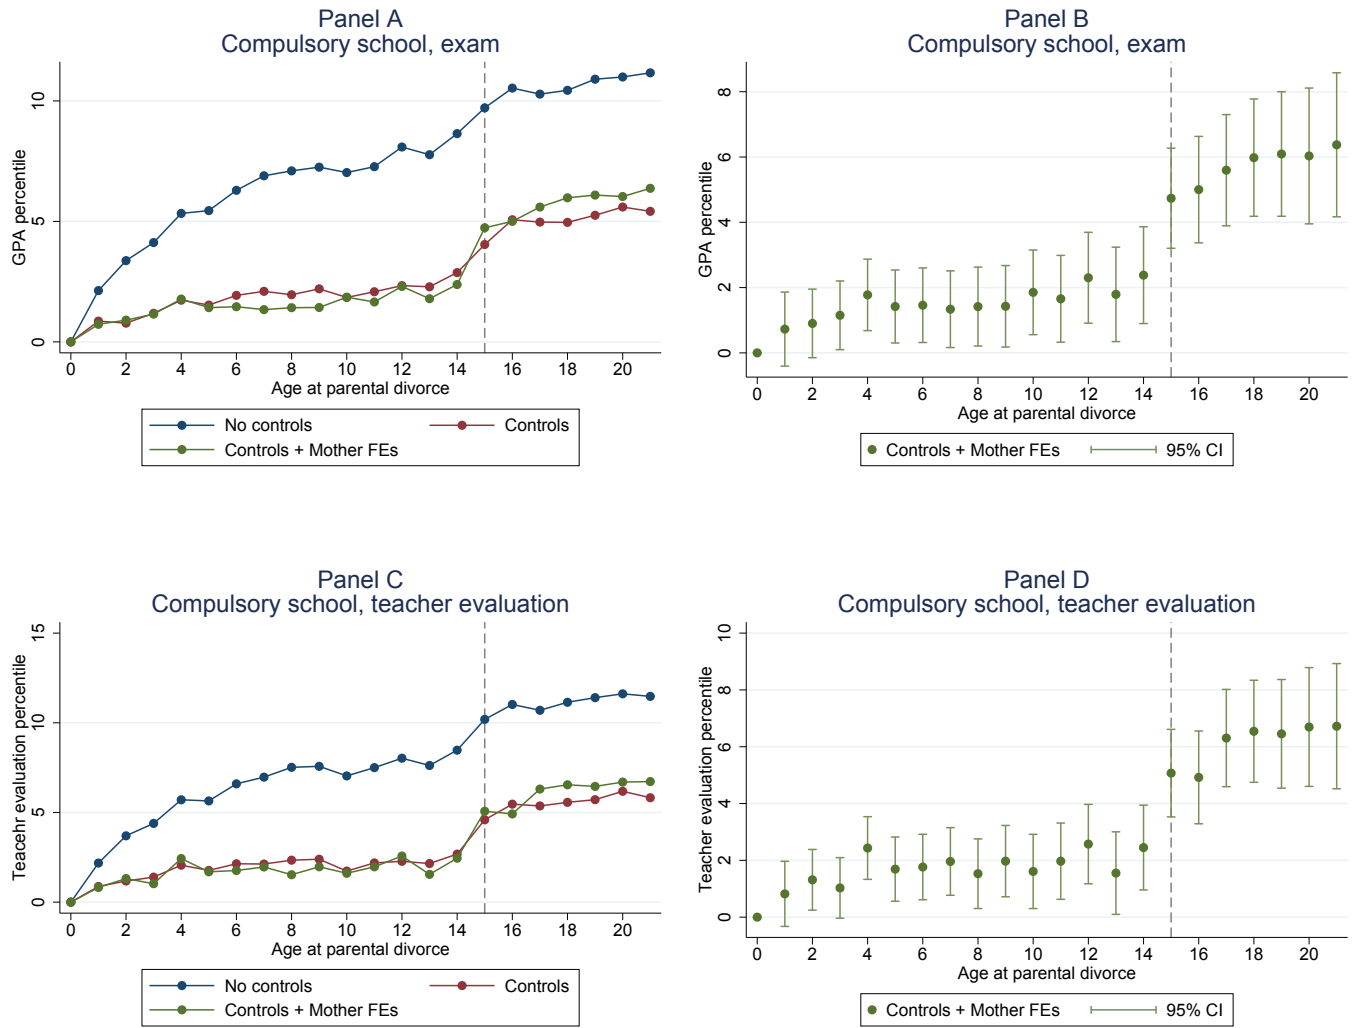 Panel A
Compulsory school, exam
GPA percentile
10
5
0
0 2 4 6 8 10 12 14 16 18 20
Age at parental divorce
No controls
Controls
Controls + Mother FEs
Panel B
Compulsory school, exam
GPA percentile
8
6
4
2
0
0 2 4 6 8 10 12 14 16 18 20
Age at parental divorce
Controls + Mother FEs
95% CI
Panel C
Compulsory school, teacher evaluation
Teacehr evaluation percentile
15
10
5
0
0 2 4 6 8 10 12 14 16 18 20
Age at parental divorce
No controls
Controls
Controls + Mother FEs
Panel D
Compulsory school, teacher evaluation
Teacher evaluation percentile
10
8
6
4
2
0
0 2 4 6 8 10 12 14 16 18 20
Age at parental divorce
Controls + Mother FEs
95% CI